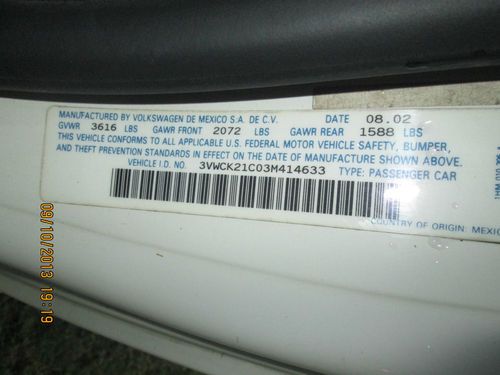 MANUFACTURED BY VOLKSWAGEN DE MEXICO S.A. DE C.V. DATE 08.02
GVWR 3616 LBS GAWR FRONT 2072 LBS GAWR REAR 1588 LBS
THIS VEHICLE CONFORMS TO ALL APPLICABLE U.S. FEDERAL MOTOR VEHICLE SAFETY, BUMPER,
AND THEFT PREVENTION STANDARDS IN EFFECT ON THE DATE OF MANUFACTURE SHOWN ABOVE.
VEHICLE I.D. NO. 3VWCK21C03M414633 TYPE: PASSENGER CAR
COUNTRY OF ORIGIN: MEXICO
09/10/2013 19:19